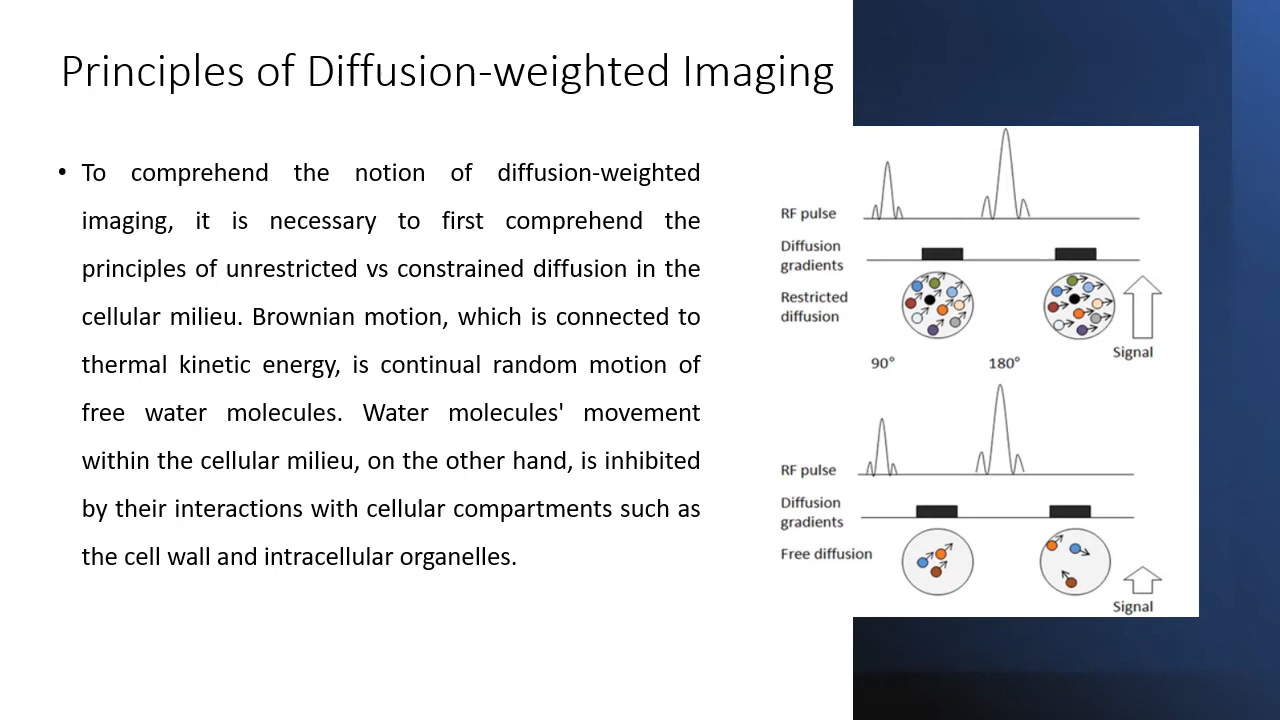 Principles of Diffusion-weighted Imaging
• To comprehend the notion of diffusion-weighted
imaging, it is necessary to first comprehend the
principles of unrestricted vs constrained diffusion in the
cellular milieu. Brownian motion, which is connected to
thermal kinetic energy, is continual random motion of
free water molecules. Water molecules' movement
within the cellular milieu, on the other hand, is inhibited
by their interactions with cellular compartments such as
the cell wall and intracellular organelles.
RF pulse
Diffusion
gradients
Restricted
diffusion
Signal
90° 180°
RF pulse
Diffusion
gradients
Free diffusion
Signal